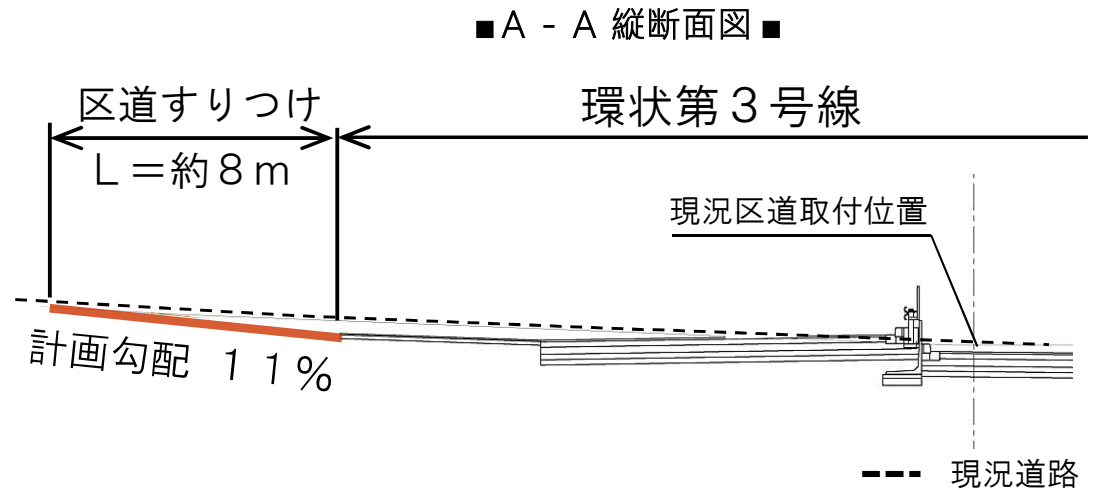 ■Ａ - Ａ 縦断面図■
区道すりつけ
Ｌ＝約８ｍ
環状第３号線
現況区道取付位置
計画勾配 １１％
現況道路